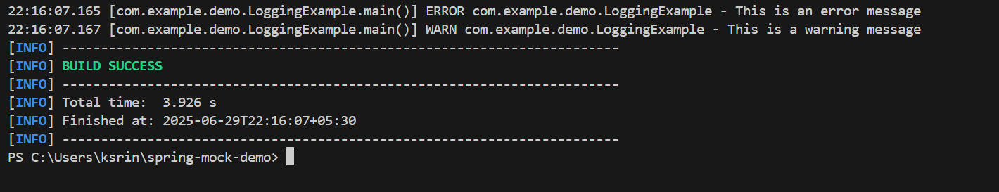 22:16:07.165 [com.example.demo.LoggingExample.main()] ERROR com.example.demo.LoggingExample - This is an error message
22:16:07.167 [com.example.demo.LoggingExample.main()] WARN com.example.demo.LoggingExample - This is a warning message
[INFO] ------------------------------------------------------------------------
[INFO] BUILD SUCCESS
[INFO] ------------------------------------------------------------------------
[INFO] Total time:  3.926 s
[INFO] Finished at: 2025-06-29T22:16:07+05:30
[INFO] ------------------------------------------------------------------------
PS C:\Users\ksrin\spring-mock-demo>